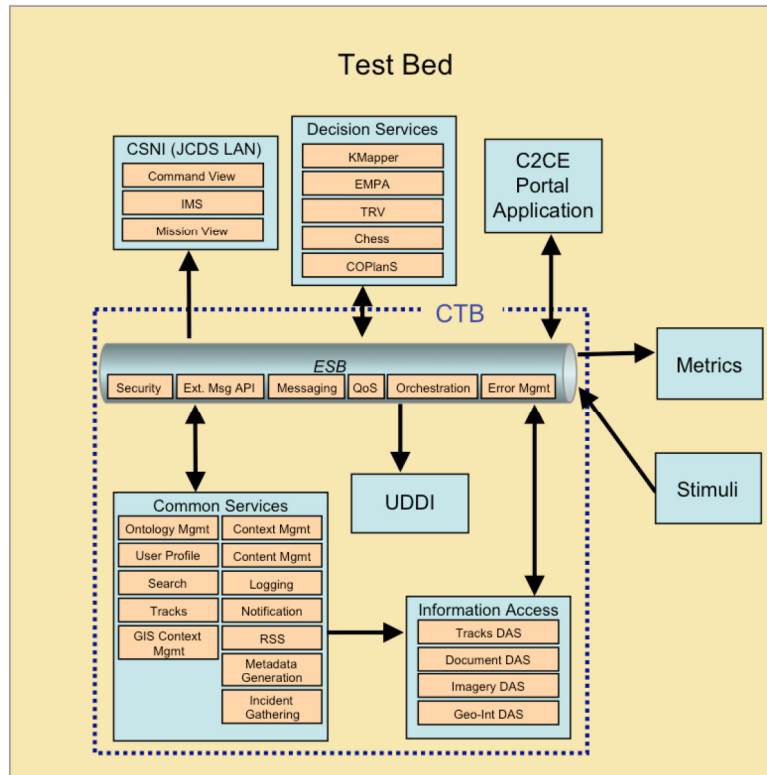 Test Bed
CSNI (JCDS LAN)
Command View
IMS
Mission View
Decision Services
KMapper
EMPA
TRV
Chess
COPlanS
C2CE
Portal
Application
CTB
ESB
Security
Ext. Msg API
Messaging
QoS
Orchestration
Error Mgmt
Metrics
Stimuli
UDDI
Common Services
Ontology Mgmt
User Profile
Search
Tracks
GIS Context
Mgmt
Context Mgmt
Content Mgmt
Logging
Notification
RSS
Metadata
Generation
Incident
Gathering
Information Access
Tracks DAS
Document DAS
Imagery DAS
Geo-Int DAS